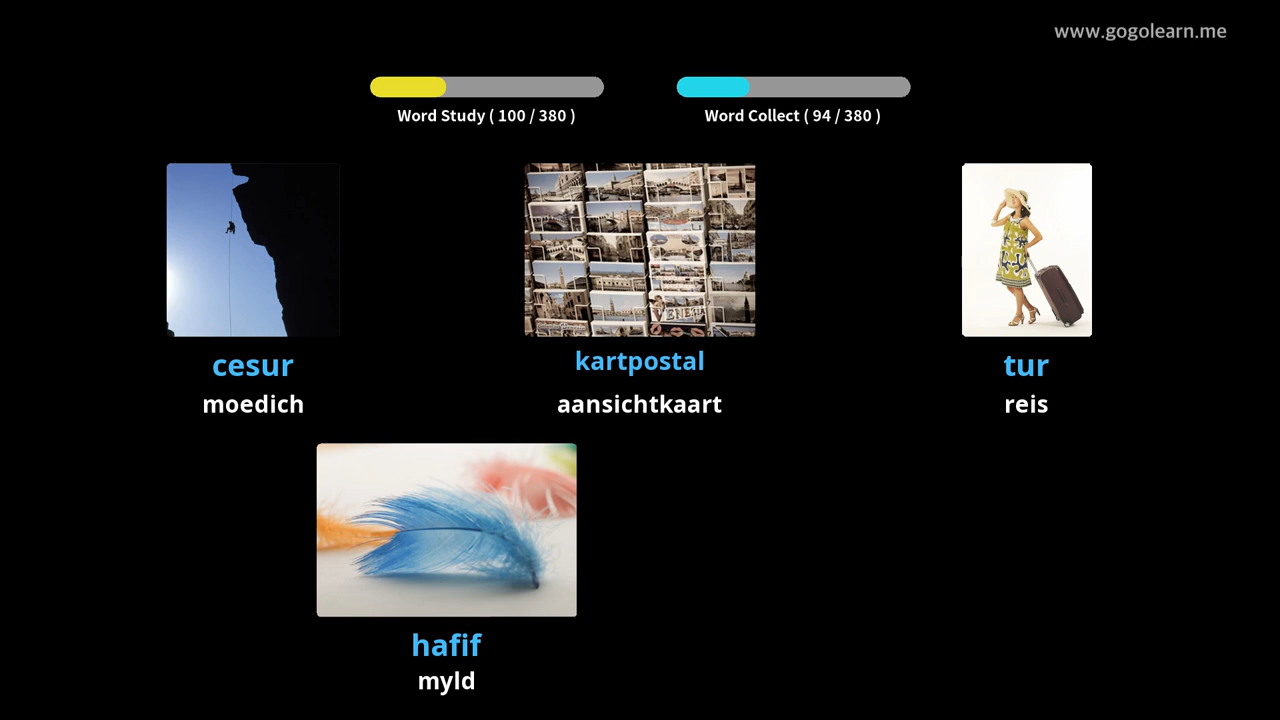 www.gogolearn.me
Word Study ( 100 / 380 )
Word Collect ( 94 / 380 )
cesur
kartpostal
tur
moedich
aansichtkaart
reis
hafif
myld